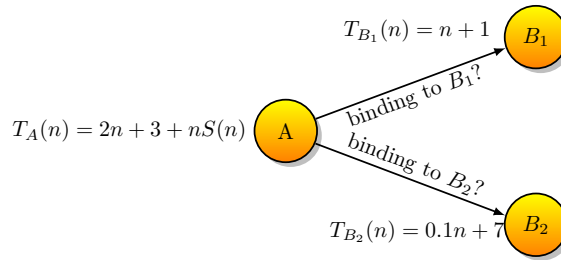 T_{B_1}(n) = n + 1
B_1
binding to B_1?
T_A(n) = 2n + 3 + nS(n)
A
binding to B_2?
T_{B_2}(n) = 0.1n + 7
B_2